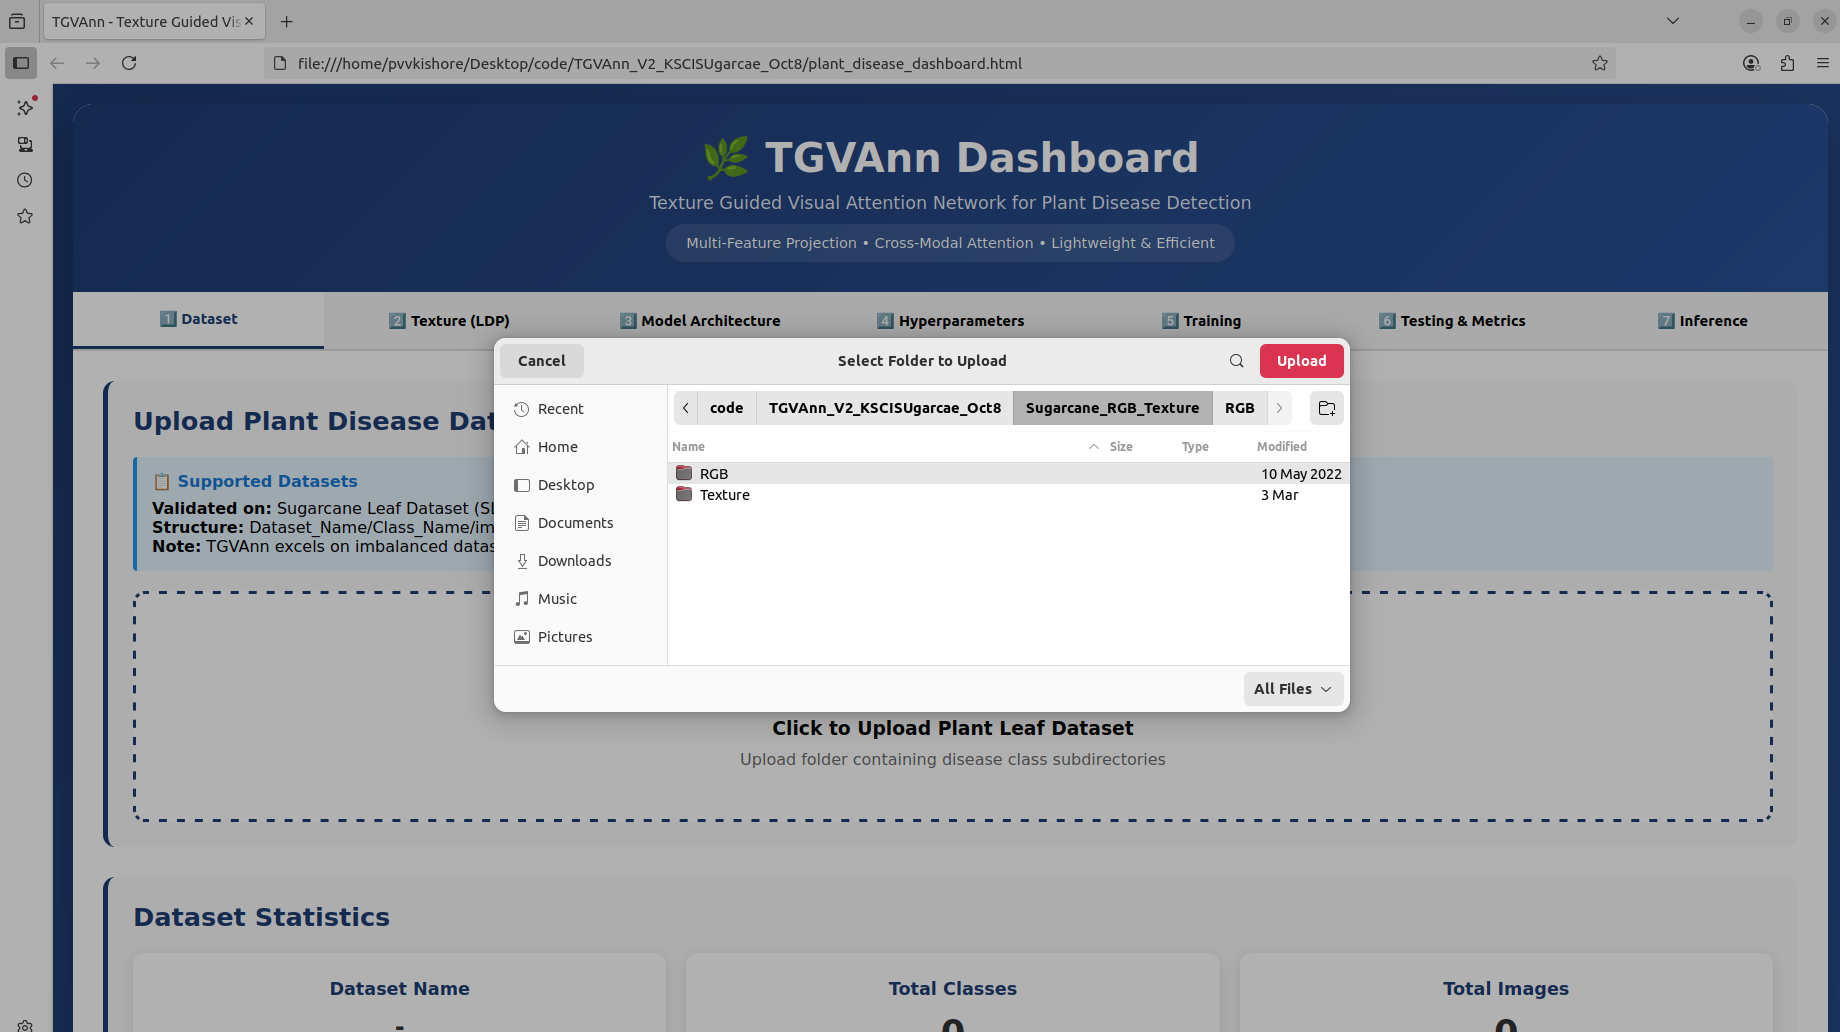 TGVAnn - Texture Guided Vis
file:///home/pvvkishore/Desktop/code/TGVAnn_V2_KSCISUgarcae_Oct8/plant_disease_dashboard.html
🌿 TGVAnn Dashboard
Texture Guided Visual Attention Network for Plant Disease Detection
Multi-Feature Projection • Cross-Modal Attention • Lightweight & Efficient
1 Dataset
2 Texture (LDP)
3 Model Architecture
4 Hyperparameters
5 Training
6 Testing & Metrics
7 Inference
Cancel
Select Folder to Upload
Upload
Recent
Home
Desktop
Documents
Downloads
Music
Pictures
code
TGVAnn_V2_KSCISUgarcae_Oct8
Sugarcane_RGB_Texture
RGB
Name Size Type Modified
RGB 10 May 2022
Texture 3 Mar
All Files
Upload Plant Disease Dat
📋 Supported Datasets
Validated on: Sugarcane Leaf Dataset (SL
Structure: Dataset_Name/Class_Name/im
Note: TGVAnn excels on imbalanced datas
Click to Upload Plant Leaf Dataset
Upload folder containing disease class subdirectories
Dataset Statistics
Dataset Name
-
Total Classes
0
Total Images
0